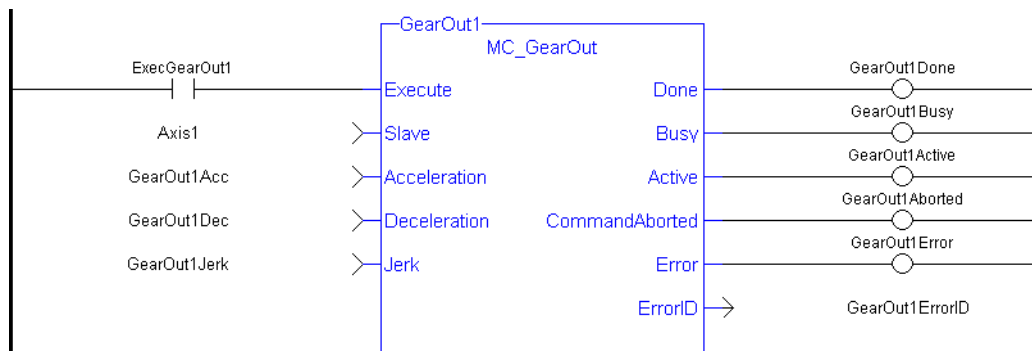 GearOut1
MC_GearOut
ExecGearOut1
Execute
Done
GearOut1Done
Axis1
Slave
Busy
GearOut1Busy
GearOut1Acc
Acceleration
Active
GearOut1Active
GearOut1Dec
Deceleration
CommandAborted
GearOut1Aborted
GearOut1Jerk
Jerk
Error
GearOut1Error
ErrorID
GearOut1ErrorID